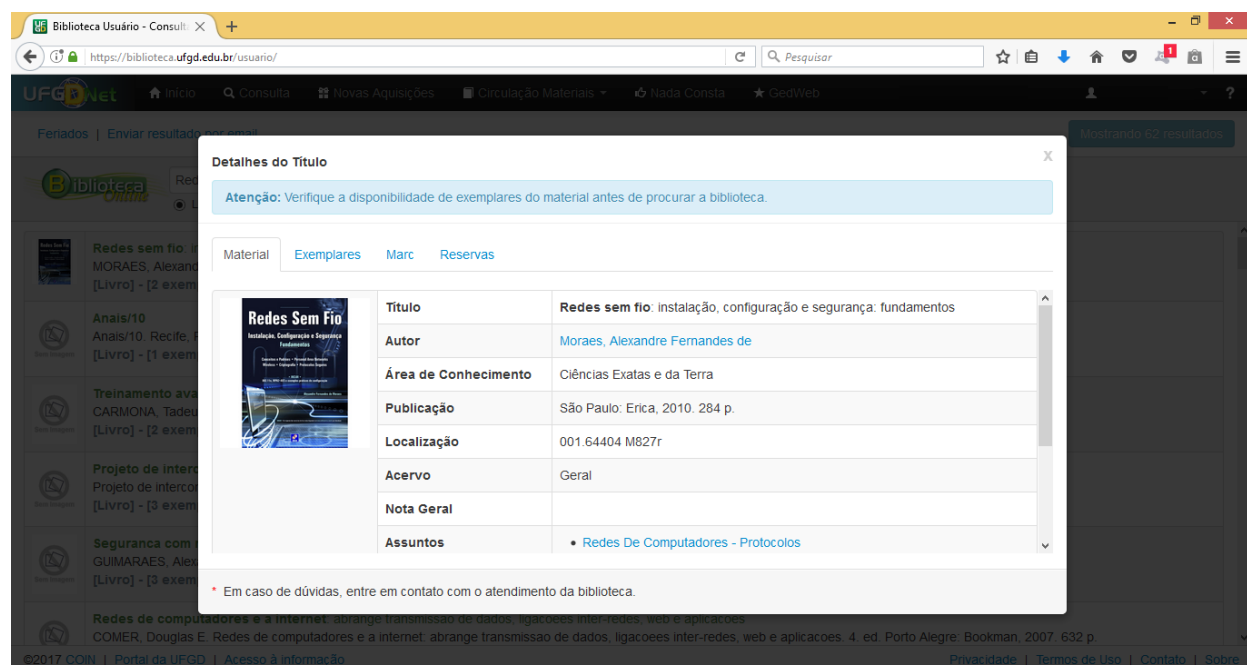 Biblioteca Usuário - Consult
https://biblioteca.ufgd.edu.br/usuario/
Pesquisar
1
UFGDNet Início Consulta Novas Aquisições Circulação Materiais Nada Consta GedWeb ?
Feriados | Enviar resultado por email
Mostrando 62 resultados
Biblioteca Online
Detalhes do Título X
Atenção: Verifique a disponibilidade de exemplares do material antes de procurar a biblioteca.
Material Exemplares Marc Reservas
Redes Sem Fio
Instalação, Configuração e Segurança
Fundamentos
Título Redes sem fio: instalação, configuração e segurança: fundamentos
Autor Moraes, Alexandre Fernandes de
Área de Conhecimento Ciências Exatas e da Terra
Publicação São Paulo: Erica, 2010. 284 p.
Localização 001.64404 M827r
Acervo Geral
Nota Geral
Assuntos • Redes De Computadores - Protocolos
* Em caso de dúvidas, entre em contato com o atendimento da biblioteca.
Redes sem fio: in
MORAES, Alexand
[Livro] - [2 exem
Anais/10
Anais/10: Recife, P
[Livro] - [1 exem
Treinamento ava
CARMONA, Tadeu
[Livro] - [2 exem
Projeto de interc
Projeto de intercon
[Livro] - [3 exem
Seguranca com r
GUIMARAES, Alex
[Livro] - [3 exem
Redes de computadores e a internet: abrange transmissao de dados, ligacoees inter-redes, web e aplicacoes
COMER, Douglas E. Redes de computadores e a internet: abrange transmissao de dados, ligacoees inter-redes, web e aplicacoes. 4. ed. Porto Alegre: Bookman, 2007. 632 p.
©2017 COIN | Portal da UFGD | Acesso à informação
Privacidade | Termos de Uso | Contato | Sobre